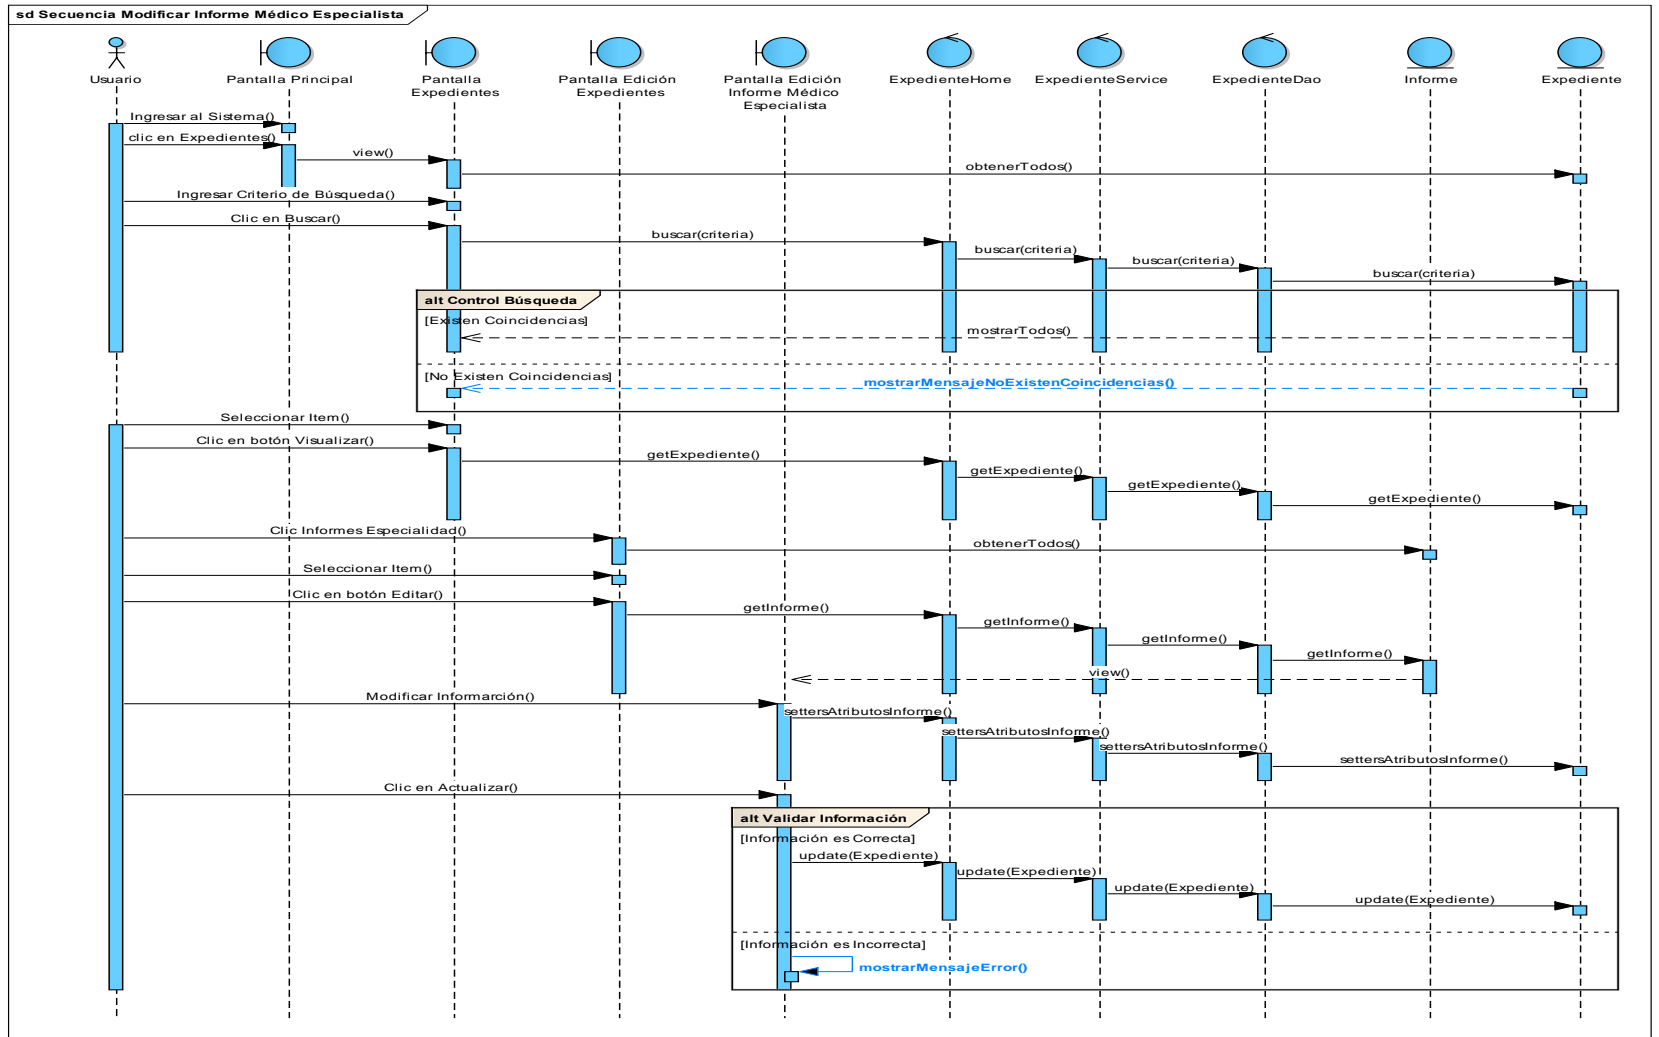 sd Secuencia Modificar Informe Médico Especialista
Usuario
Pantalla Principal
Pantalla
Expedientes
Pantalla Edición
Expedientes
Pantalla Edición
Informe Médico
Especialista
ExpedienteHome
ExpedienteService
ExpedienteDao
Informe
Expediente
Ingresar al Sistema()
clic en Expedientes()
view()
obtenerTodos()
Ingresar Criterio de Búsqueda()
Clic en Buscar()
buscar(criteria)
buscar(criteria)
buscar(criteria)
buscar(criteria)
alt Control Búsqueda
[Existen Coincidencias]
mostrarTodos()
[No Existen Coincidencias]
mostrarMensajeNoExistenCoincidencias()
Seleccionar Item()
Clic en botón Visualizar()
getExpediente()
getExpediente()
getExpediente()
getExpediente()
Clic Informes Especialidad()
obtenerTodos()
Seleccionar Item()
Clic en botón Editar()
getInforme()
getInforme()
getInforme()
getInforme()
view()
Modificar Informarción()
settersAtributosInforme()
settersAtributosInforme()
settersAtributosInforme()
settersAtributosInforme()
Clic en Actualizar()
alt Validar Información
[Información es Correcta]
update(Expediente)
update(Expediente)
update(Expediente)
update(Expediente)
[Información es Incorrecta]
mostrarMensajeError()